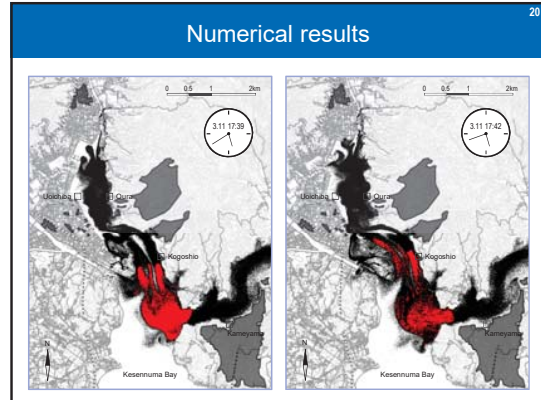 20
Numerical results
0 0.5 1 2km
3.11 17:39
Uoichiba
Oura
Kogoshio
Kameyama
N
Kesennuma Bay
0 0.5 1 2km
3.11 17:42
Uoichiba
Oura
Kogoshio
Kameyama
N
Kesennuma Bay